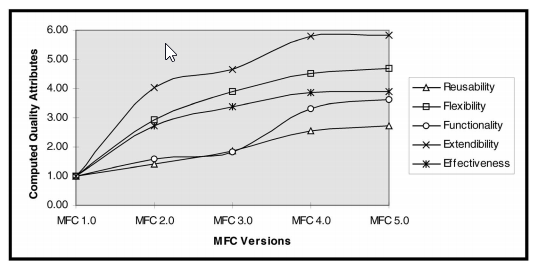 6.00
5.00
4.00
3.00
2.00
1.00
0.00
Computed Quality Attributes
MFC 1.0 MFC 2.0 MFC 3.0 MFC 4.0 MFC 5.0
MFC Versions
Reusability
Flexibility
Functionality
Extendibility
Effectiveness